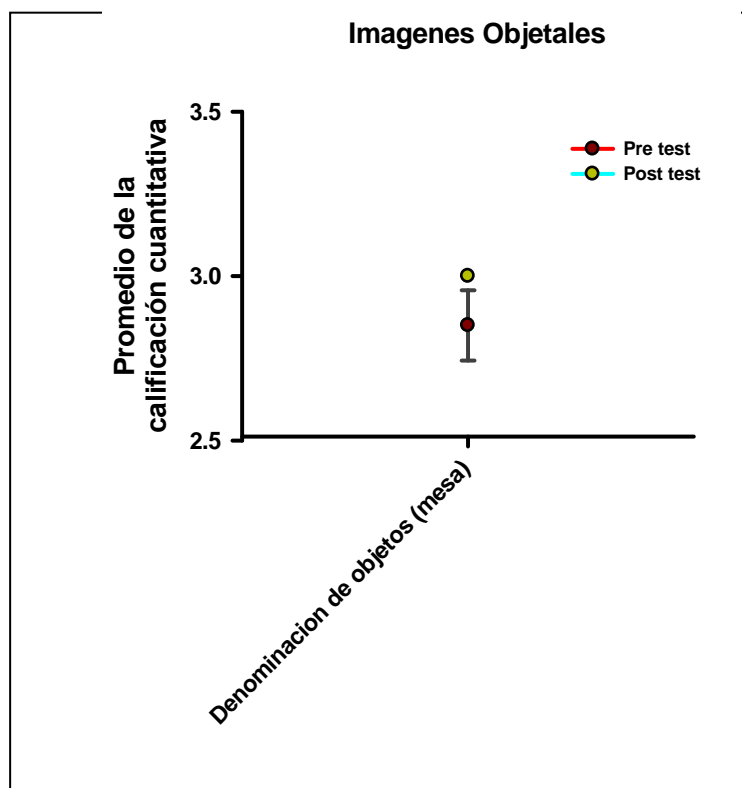 Imagenes Objetales
Promedio de la
calificación cuantitativa
3.5
3.0
2.5
Pre test
Post test
Denominacion de objetos (mesa)